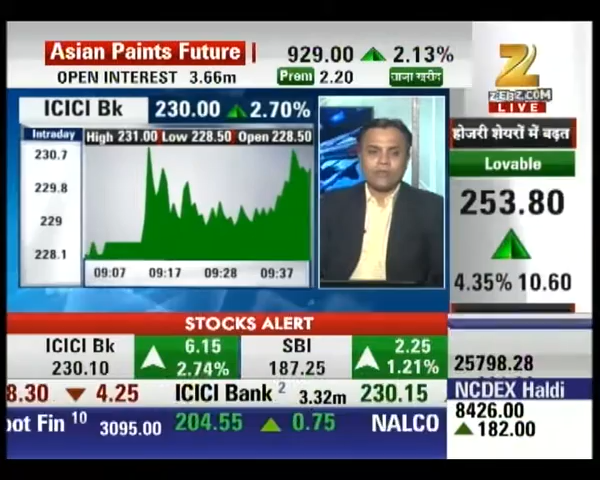 Asian Paints Future
929.00 2.13%
OPEN INTEREST 3.66m
Prem 2.20
ताज़ा खरीद
ZEEBIZ.COM
LIVE
ICICI Bk 230.00 2.70%
Intraday High 231.00 Low 228.50 Open 228.50
230.7
229.8
229
228.1
09:07 09:17 09:28 09:37
होजरी शेयरों में बढ़त
Lovable
253.80
4.35% 10.60
STOCKS ALERT
ICICI Bk 6.15 SBI 2.25
230.10 2.74% 187.25 1.21%
25798.28
8.30 4.25 ICICI Bank 2 3.32m 230.15
NCDEX Haldi
8426.00
182.00
oot Fin 10 3095.00 204.55 0.75 NALCO